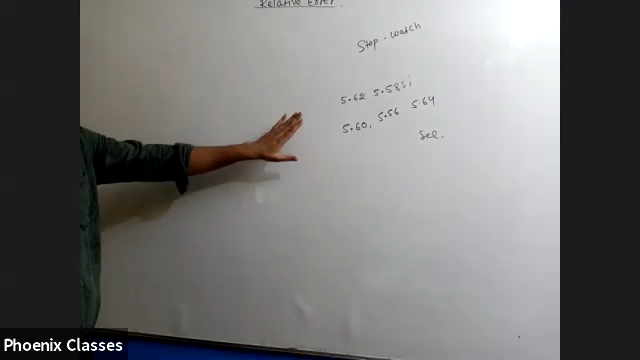 Relative Error.
Stop-watch
5.62 5.58
5.60, 5.56 5.64
Sec.
Phoenix Classes